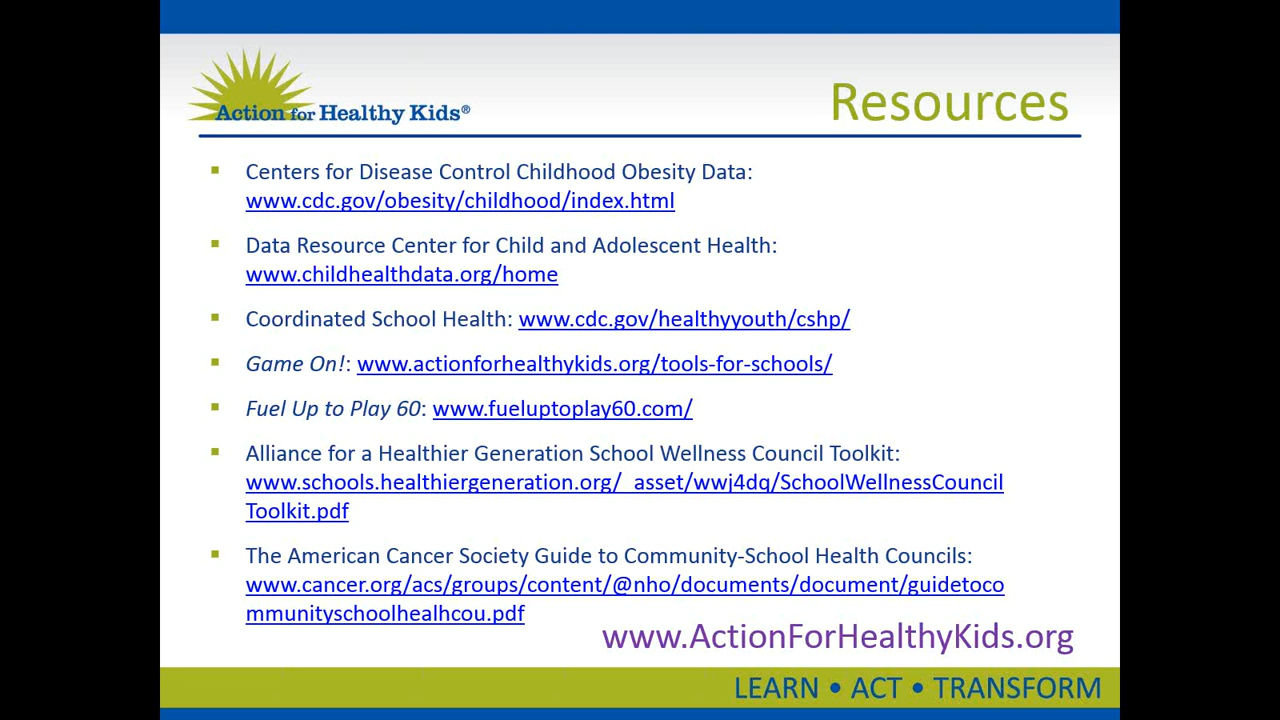 Action for Healthy Kids®
Resources
Centers for Disease Control Childhood Obesity Data:
www.cdc.gov/obesity/childhood/index.html
Data Resource Center for Child and Adolescent Health:
www.childhealthdata.org/home
Coordinated School Health: www.cdc.gov/healthyyouth/cshp/
Game On!: www.actionforhealthykids.org/tools-for-schools/
Fuel Up to Play 60: www.fueluptoplay60.com/
Alliance for a Healthier Generation School Wellness Council Toolkit:
www.schools.healthiergeneration.org/_asset/wwj4dq/SchoolWellnessCouncil
Toolkit.pdf
The American Cancer Society Guide to Community-School Health Councils:
www.cancer.org/acs/groups/content/@nho/documents/document/guidetoco
mmunityschoolhealhcou.pdf
www.ActionForHealthyKids.org
LEARN • ACT • TRANSFORM